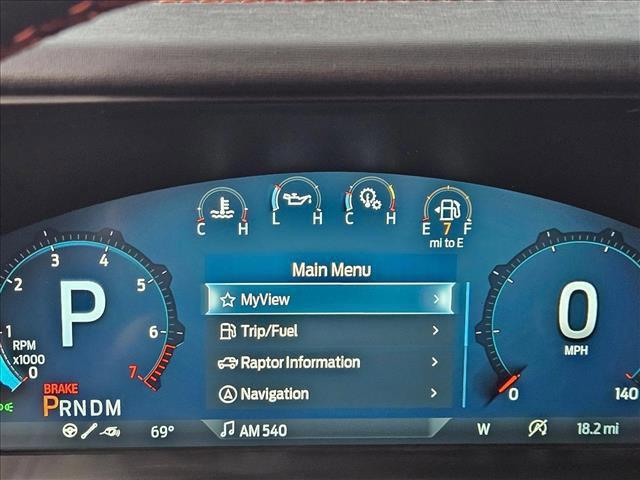 C H
L H
C H
E 7 F
mi to E
Main Menu
MyView
Trip/Fuel
Raptor Information
Navigation
1 2 3 4 5 6 7
RPM
x1000
0
P
BRAKE
PRNDM
0
MPH
0 140
69°
AM 540
W
18.2 mi